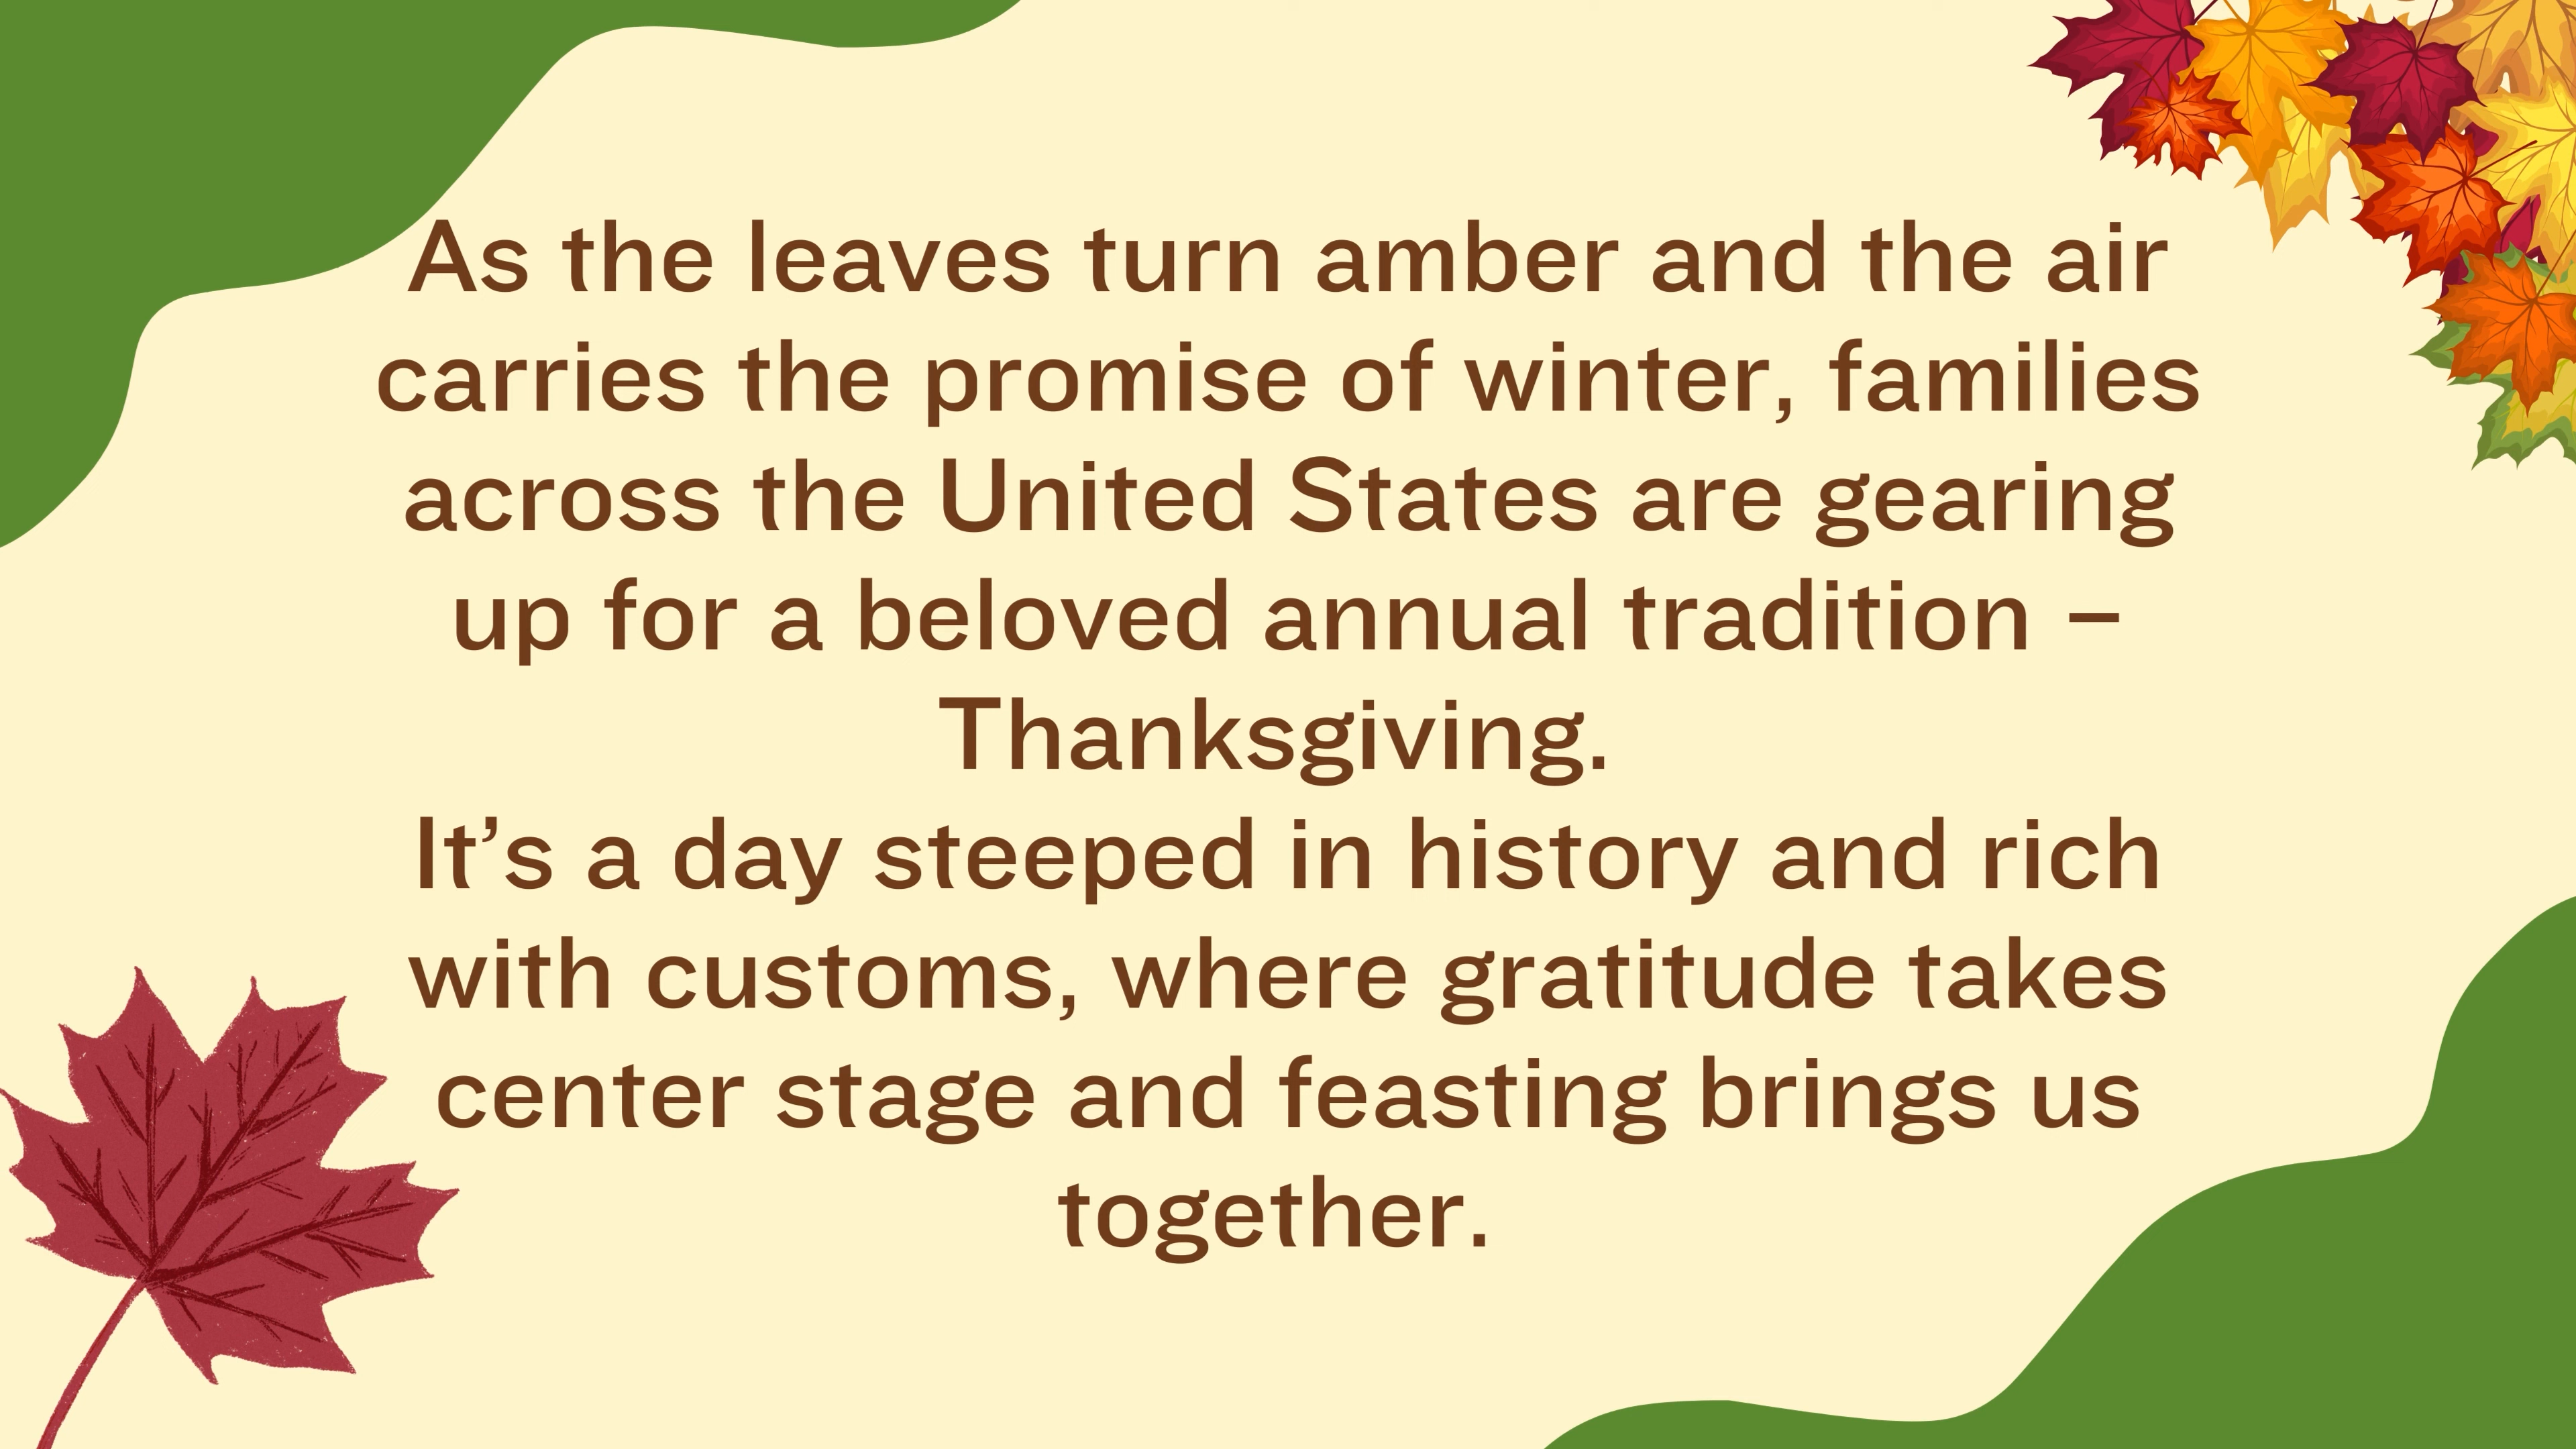 As the leaves turn amber and the air
carries the promise of winter, families
across the United States are gearing
up for a beloved annual tradition –
Thanksgiving.
It’s a day steeped in history and rich
with customs, where gratitude takes
center stage and feasting brings us
together.